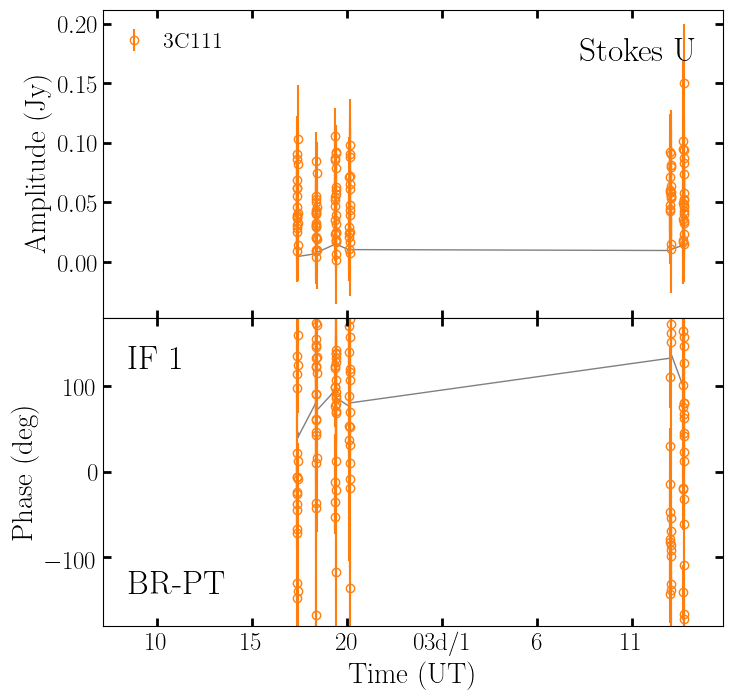 3C111
Stokes U
Amplitude (Jy)
0.20
0.15
0.10
0.05
0.00
IF 1
BR-PT
Phase (deg)
100
0
−100
10 15 20 03d/1 6 11
Time (UT)